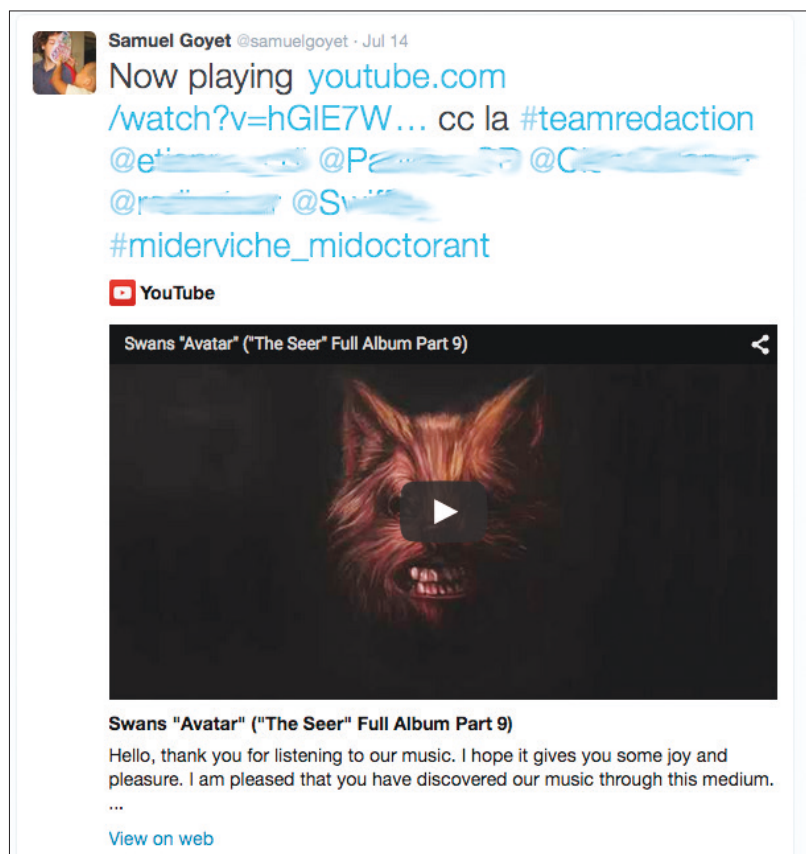 Samuel Goyet @samuelgoyet · Jul 14
Now playing youtube.com
/watch?v=hGlE7W... cc la #teamredaction
#miderviche_midoctorant
YouTube
Swans "Avatar" ("The Seer" Full Album Part 9)
Swans "Avatar" ("The Seer" Full Album Part 9)
Hello, thank you for listening to our music. I hope it gives you some joy and
pleasure. I am pleased that you have discovered our music through this medium.
...
View on web